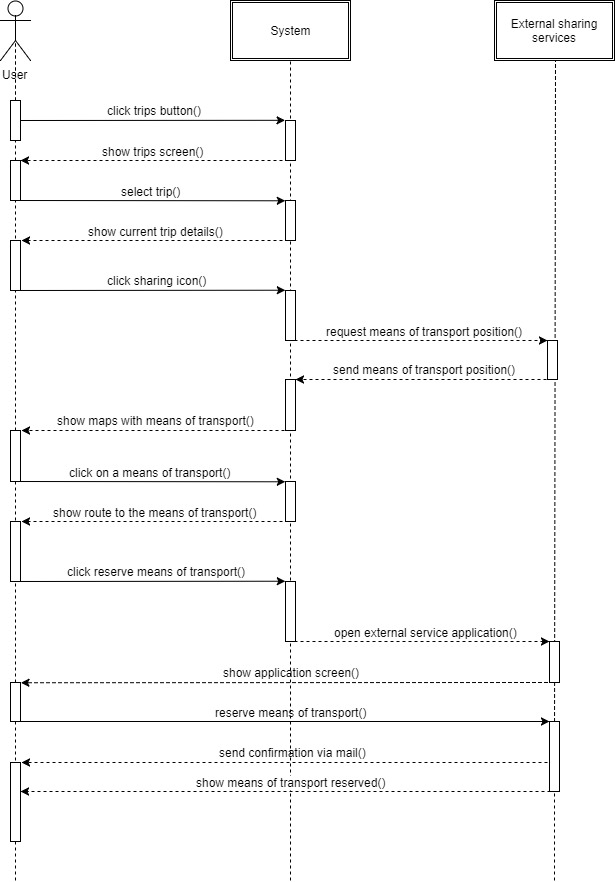 System
External sharing
services
User
click trips button()
show trips screen()
select trip()
show current trip details()
click sharing icon()
request means of transport position()
send means of transport position()
show maps with means of transport()
click on a means of transport()
show route to the means of transport()
click reserve means of transport()
open external service application()
show application screen()
reserve means of transport()
send confirmation via mail()
show means of transport reserved()